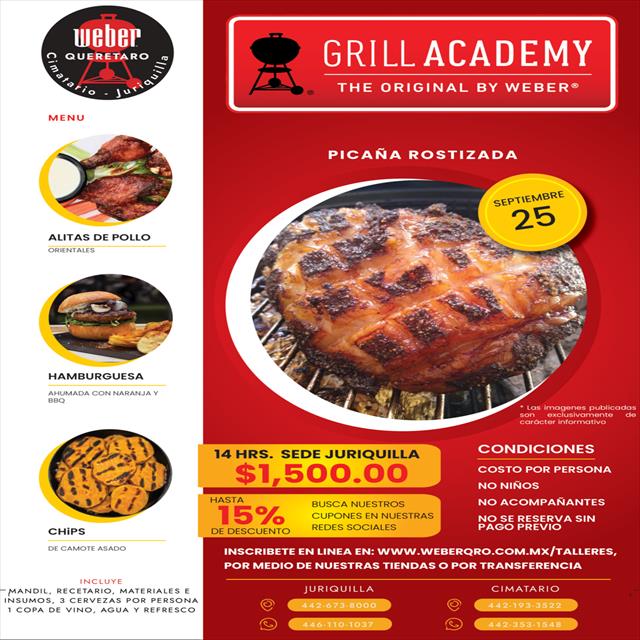 weber
QUERETARO
Cimatario - Juriquilla
MENU
ALITAS DE POLLO
ORIENTALES
HAMBURGUESA
AHUMADA CON NARANJA Y
BBQ
CHiPS
DE CAMOTE ASADO
INCLUYE
MANDIL, RECETARIO, MATERIALES E
INSUMOS, 3 CERVEZAS POR PERSONA
1 COPA DE VINO, AGUA Y REFRESCO
GRILL ACADEMY
THE ORIGINAL BY WEBER®
PICAÑA ROSTIZADA
SEPTIEMBRE
25
* Las imagenes publicadas
son exclusivamente de
carácter informativo
14 HRS. SEDE JURIQUILLA
$1,500.00
HASTA
15%
DE DESCUENTO
BUSCA NUESTROS
CUPONES EN NUESTRAS
REDES SOCIALES
CONDICIONES
COSTO POR PERSONA
NO NIÑOS
NO ACOMPAÑANTES
NO SE RESERVA SIN
PAGO PREVIO
INSCRIBETE EN LINEA EN: WWW.WEBERQRO.COM.MX/TALLERES,
POR MEDIO DE NUESTRAS TIENDAS O POR TRANSFERENCIA
JURIQUILLA
442-673-8000
446-110-1037
CIMATARIO
442-193-3522
442-353-1548